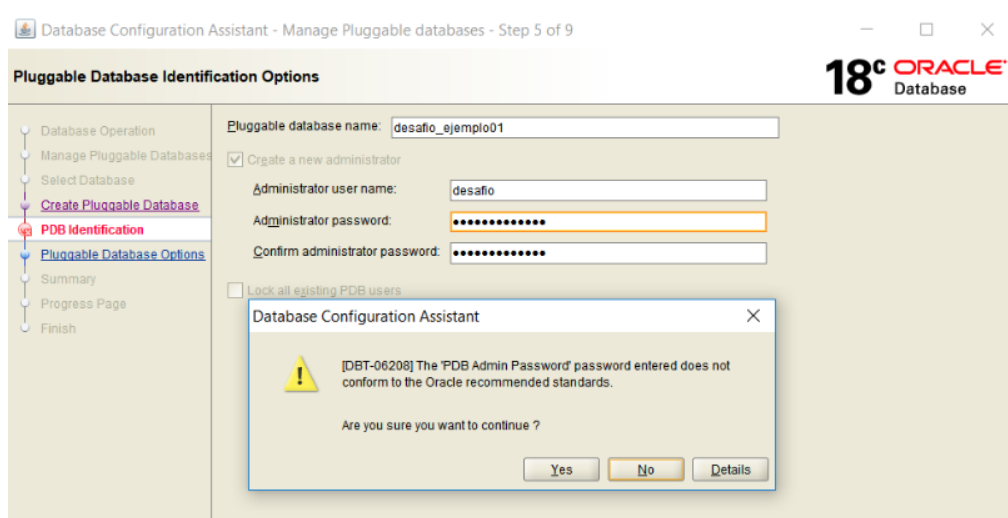 Database Configuration Assistant - Manage Pluggable databases - Step 5 of 9
Pluggable Database Identification Options
18c ORACLE
Database
Database Operation
Manage Pluggable Databases
Select Database
Create Pluggable Database
PDB Identification
Pluggable Database Options
Summary
Progress Page
Finish
Pluggable database name: desafio_ejemplo01
Create a new administrator
Administrator user name: desafio
Administrator password: •••••••••••••
Confirm administrator password: •••••••••••••
Lock all existing PDB users
Database Configuration Assistant
[DBT-06208] The 'PDB Admin Password' password entered does not
conform to the Oracle recommended standards.
Are you sure you want to continue ?
Yes No Details